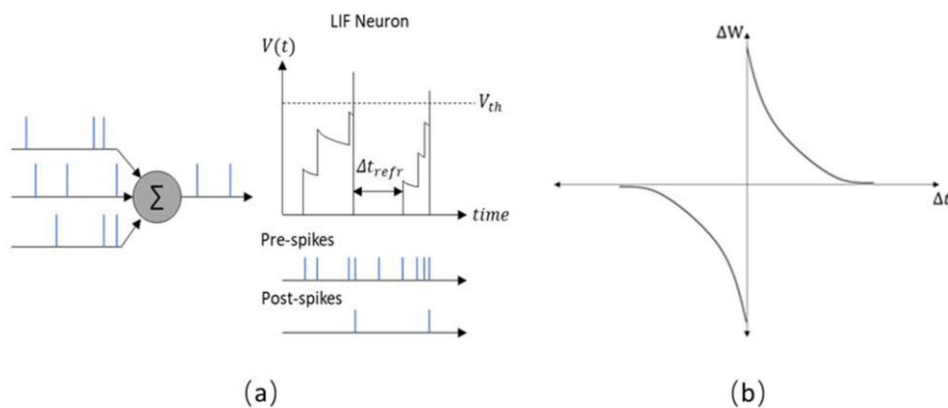 LIF Neuron
V(t)
V_th
Δt_refr
Σ
time
Pre-spikes
Post-spikes
(a)
ΔW
Δt
(b)